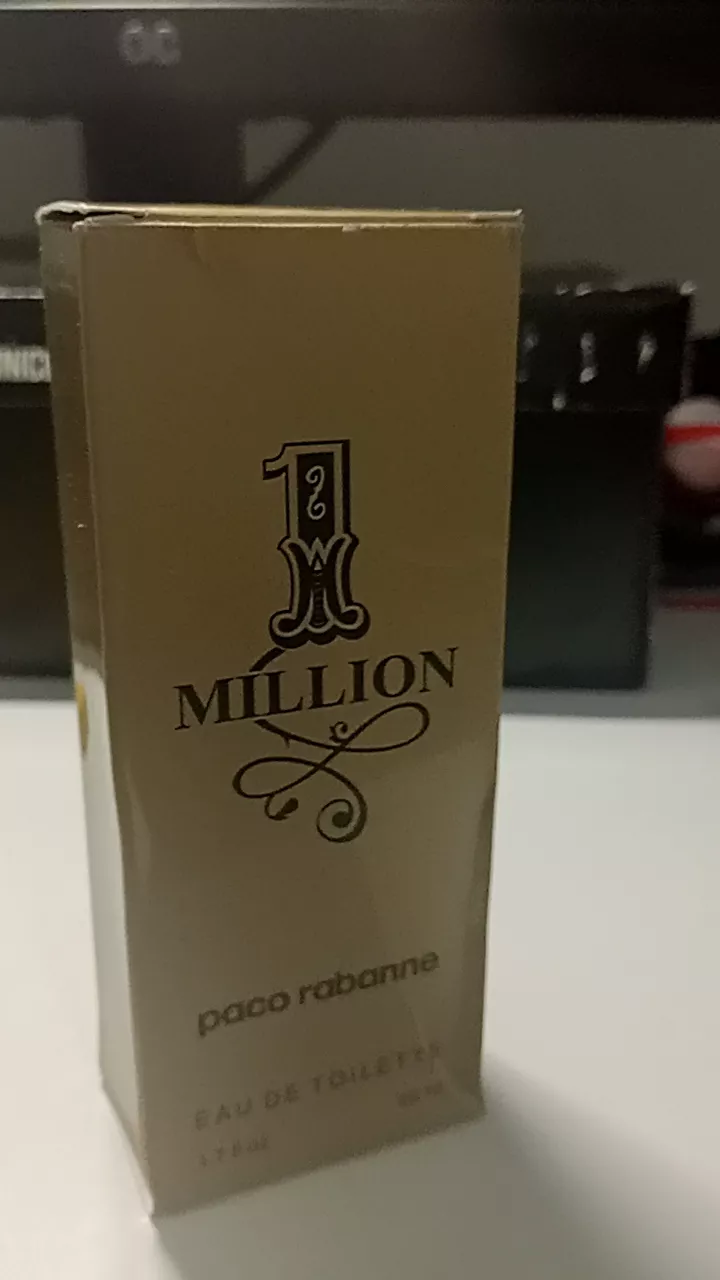 1
MILLION
paco rabanne
EAU DE TOILETTE